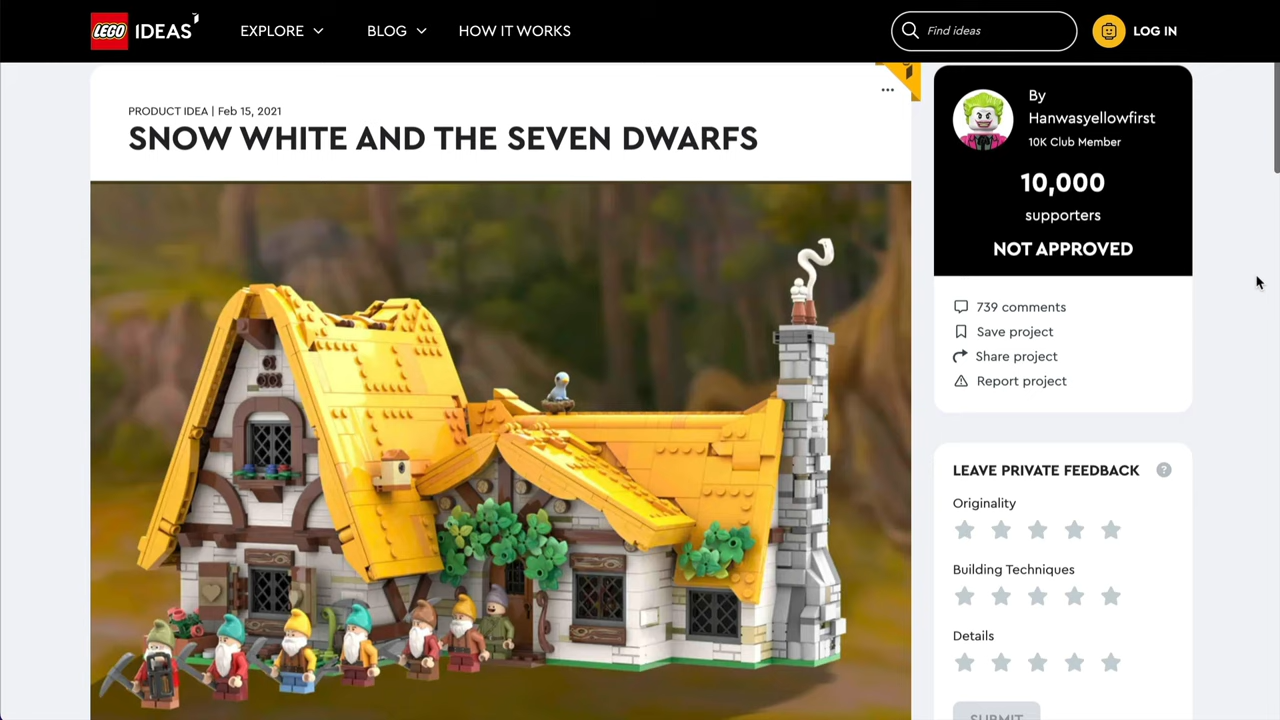 LEGO IDEAS
EXPLORE
BLOG
HOW IT WORKS
Find ideas
LOG IN
PRODUCT IDEA | Feb 15, 2021
SNOW WHITE AND THE SEVEN DWARFS
By
Hanwasyellowfirst
10K Club Member
10,000
supporters
NOT APPROVED
739 comments
Save project
Share project
Report project
LEAVE PRIVATE FEEDBACK ?
Originality
Building Techniques
Details
SUBMIT